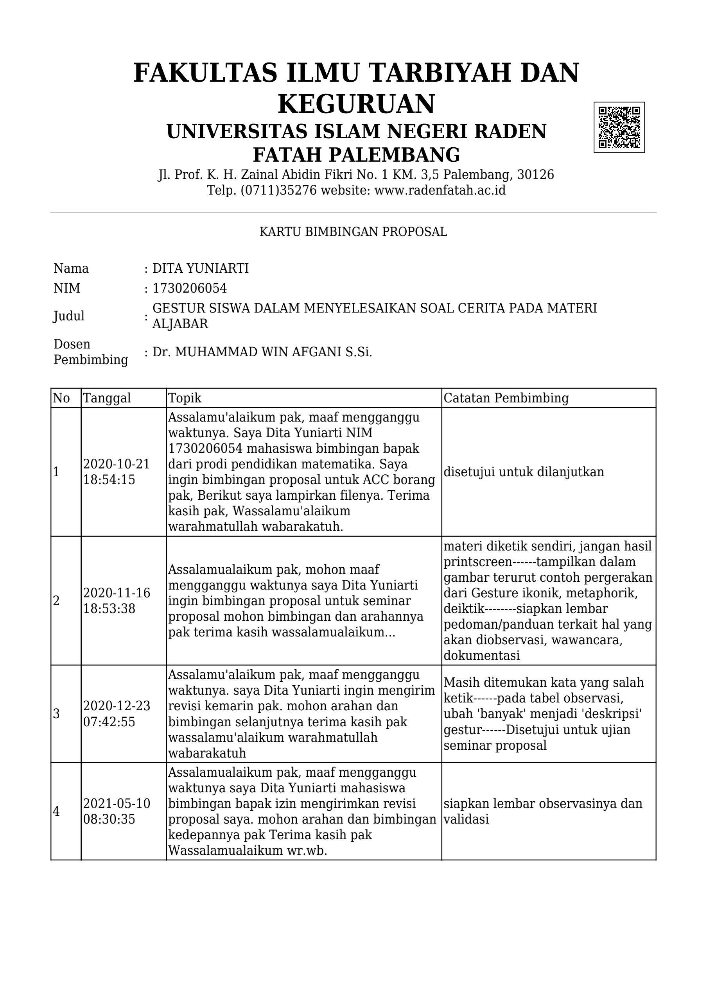 FAKULTAS ILMU TARBIYAH DAN
KEGURUAN
UNIVERSITAS ISLAM NEGERI RADEN
FATAH PALEMBANG
Jl. Prof. K. H. Zainal Abidin Fikri No. 1 KM. 3,5 Palembang, 30126
Telp. (0711)35276 website: www.radenfatah.ac.id
KARTU BIMBINGAN PROPOSAL
Nama : DITA YUNIARTI
NIM : 1730206054
Judul : GESTUR SISWA DALAM MENYELESAIKAN SOAL CERITA PADA MATERI
ALJABAR
Dosen
Pembimbing : Dr. MUHAMMAD WIN AFGANI S.Si.
No Tanggal Topik Catatan Pembimbing
1
2020-10-21
18:54:15
Assalamu'alaikum pak, maaf mengganggu
waktunya. Saya Dita Yuniarti NIM
1730206054 mahasiswa bimbingan bapak
dari prodi pendidikan matematika. Saya
ingin bimbingan proposal untuk ACC borang
pak, Berikut saya lampirkan filenya. Terima
kasih pak, Wassalamu'alaikum
warahmatullah wabarakatuh.
disetujui untuk dilanjutkan
2
2020-11-16
18:53:38
Assalamualaikum pak, mohon maaf
mengganggu waktunya saya Dita Yuniarti
ingin bimbingan proposal untuk seminar
proposal mohon bimbingan dan arahannya
pak terima kasih wassalamualaikum...
materi diketik sendiri, jangan hasil
printscreen------tampilkan dalam
gambar terurut contoh pergerakan
dari Gesture ikonik, metaphorik,
deiktik--------siapkan lembar
pedoman/panduan terkait hal yang
akan diobservasi, wawancara,
dokumentasi
3
2020-12-23
07:42:55
Assalamu'alaikum pak, maaf mengganggu
waktunya. saya Dita Yuniarti ingin mengirim
revisi kemarin pak. mohon arahan dan
bimbingan selanjutnya terima kasih pak
wassalamu'alaikum warahmatullah
wabarakatuh
Masih ditemukan kata yang salah
ketik------pada tabel observasi,
ubah 'banyak' menjadi 'deskripsi'
gestur------Disetujui untuk ujian
seminar proposal
4
2021-05-10
08:30:35
Assalamualaikum pak, maaf mengganggu
waktunya saya Dita Yuniarti mahasiswa
bimbingan bapak izin mengirimkan revisi
proposal saya. mohon arahan dan bimbingan
kedepannya pak Terima kasih pak
Wassalamualaikum wr.wb.
siapkan lembar observasinya dan
validasi